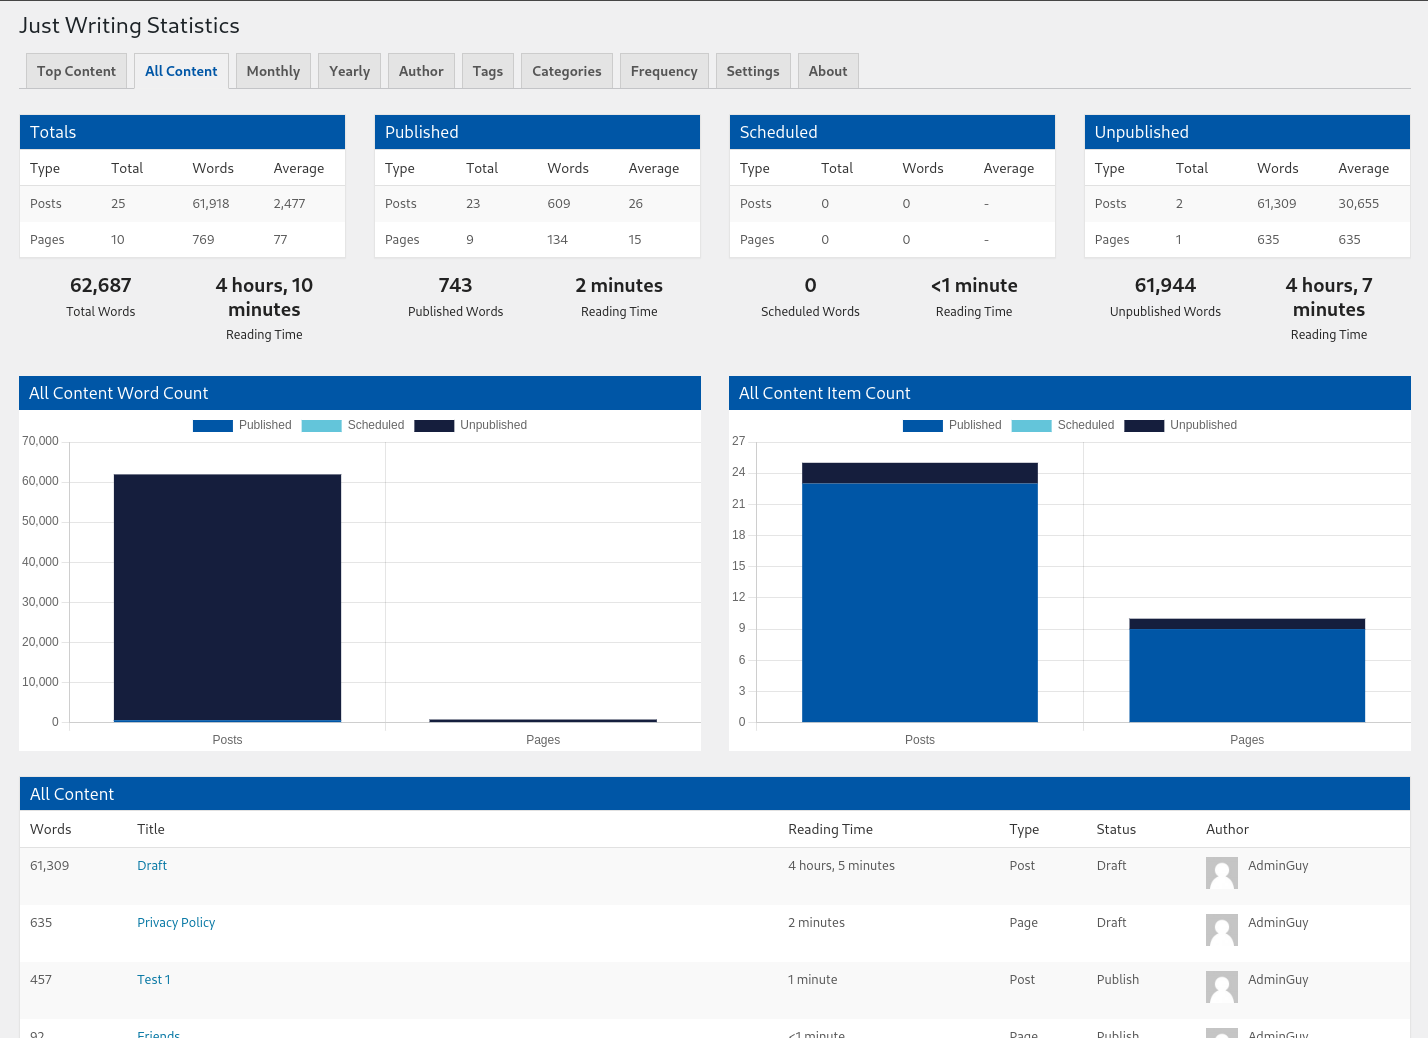 Just Writing Statistics
Top Content All Content Monthly Yearly Author Tags Categories Frequency Settings About
Totals
Type Total Words Average
Posts 25 61,918 2,477
Pages 10 769 77
62,687
Total Words
4 hours, 10
minutes
Reading Time
Published
Type Total Words Average
Posts 23 609 26
Pages 9 134 15
743
Published Words
2 minutes
Reading Time
Scheduled
Type Total Words Average
Posts 0 0 -
Pages 0 0 -
0
Scheduled Words
<1 minute
Reading Time
Unpublished
Type Total Words Average
Posts 2 61,309 30,655
Pages 1 635 635
61,944
Unpublished Words
4 hours, 7
minutes
Reading Time
All Content Word Count
Published Scheduled Unpublished
70,000
60,000
50,000
40,000
30,000
20,000
10,000
0
Posts Pages
All Content Item Count
Published Scheduled Unpublished
27
24
21
18
15
12
9
6
3
0
Posts Pages
All Content
Words Title Reading Time Type Status Author
61,309 Draft 4 hours, 5 minutes Post Draft AdminGuy
635 Privacy Policy 2 minutes Page Draft AdminGuy
457 Test 1 1 minute Post Publish AdminGuy
92 Friends <1 minute Page Publish AdminGuy